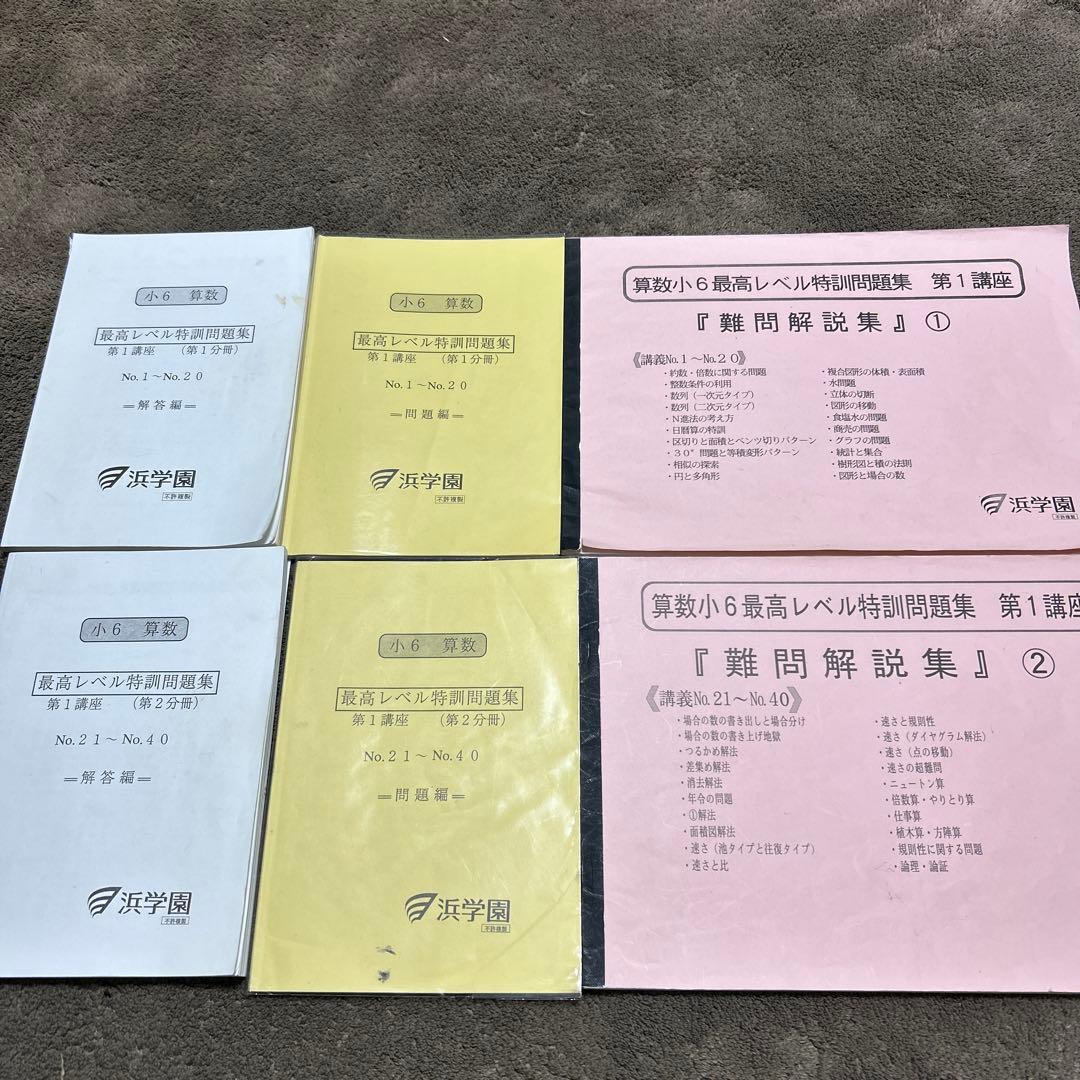 小6 算数
最高レベル特訓問題集
第1講座 (第1分冊)
No.1～No.20
＝解答編＝
浜学園
不許複製
小6 算数
最高レベル特訓問題集
第1講座 (第1分冊)
No.1～No.20
＝問題編＝
浜学園
不許複製
算数小6最高レベル特訓問題集 第1講座
『難問解説集』①
《講義No.1～No.20》
・約数・倍数に関する問題
・整数条件の利用
・数列（一次元タイプ）
・数列（二次元タイプ）
・N進法の考え方
・日暦算の特訓
・区切りと面積とベンツ切りパターン
・30°問題と等積変形パターン
・相似の探索
・円と多角形
・複合図形の体積・表面積
・水問題
・立体の切断
・図形の移動
・食塩水の問題
・商売の問題
・グラフの問題
・統計と集合
・樹形図と積の法則
・図形と場合の数
浜学園
不許複製
小6 算数
最高レベル特訓問題集
第1講座 (第2分冊)
No.21～No.40
＝解答編＝
浜学園
不許複製
小6 算数
最高レベル特訓問題集
第1講座 (第2分冊)
No.21～No.40
＝問題編＝
浜学園
不許複製
算数小6最高レベル特訓問題集 第1講座
『難問解説集』②
《講義No.21～No.40》
・場合の数の書き出しと場合分け
・場合の数の書き上げ地獄
・つるかめ解法
・差集め解法
・消去解法
・年令の問題
・①解法
・面積図解法
・速さ（池タイプと往復タイプ）
・速さと比
・速さと規則性
・速さ（ダイヤグラム解法）
・速さ（点の移動）
・速さの超難問
・ニュートン算
・倍数算・やりとり算
・仕事算
・植木算・方陣算
・規則性に関する問題
・論理・論証